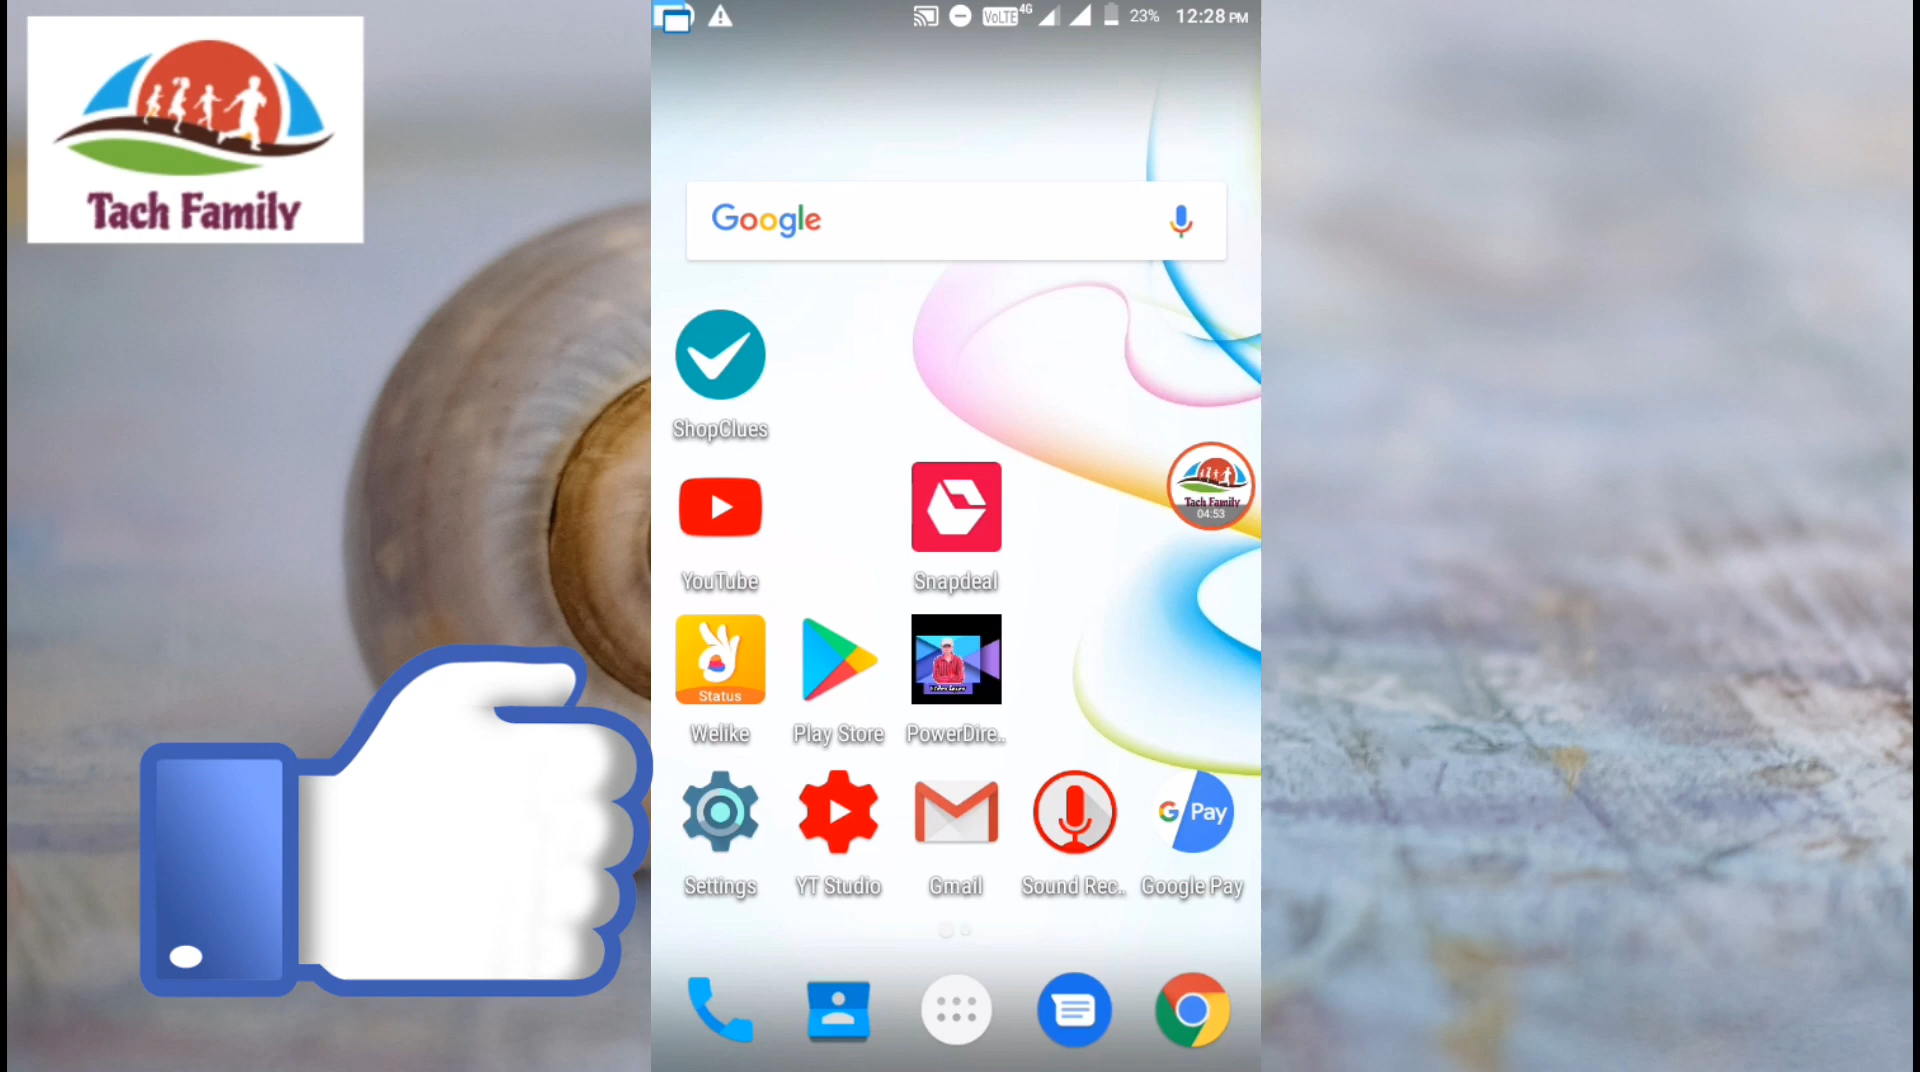 Tach Family
VoLTE 4G 23% 12:28 PM
Google
ShopClues
Tach Family
04:53
YouTube
Snapdeal
Status
Welike
Play Store
PowerDire..
G Pay
Settings
YT Studio
Gmail
Sound Rec..
Google Pay